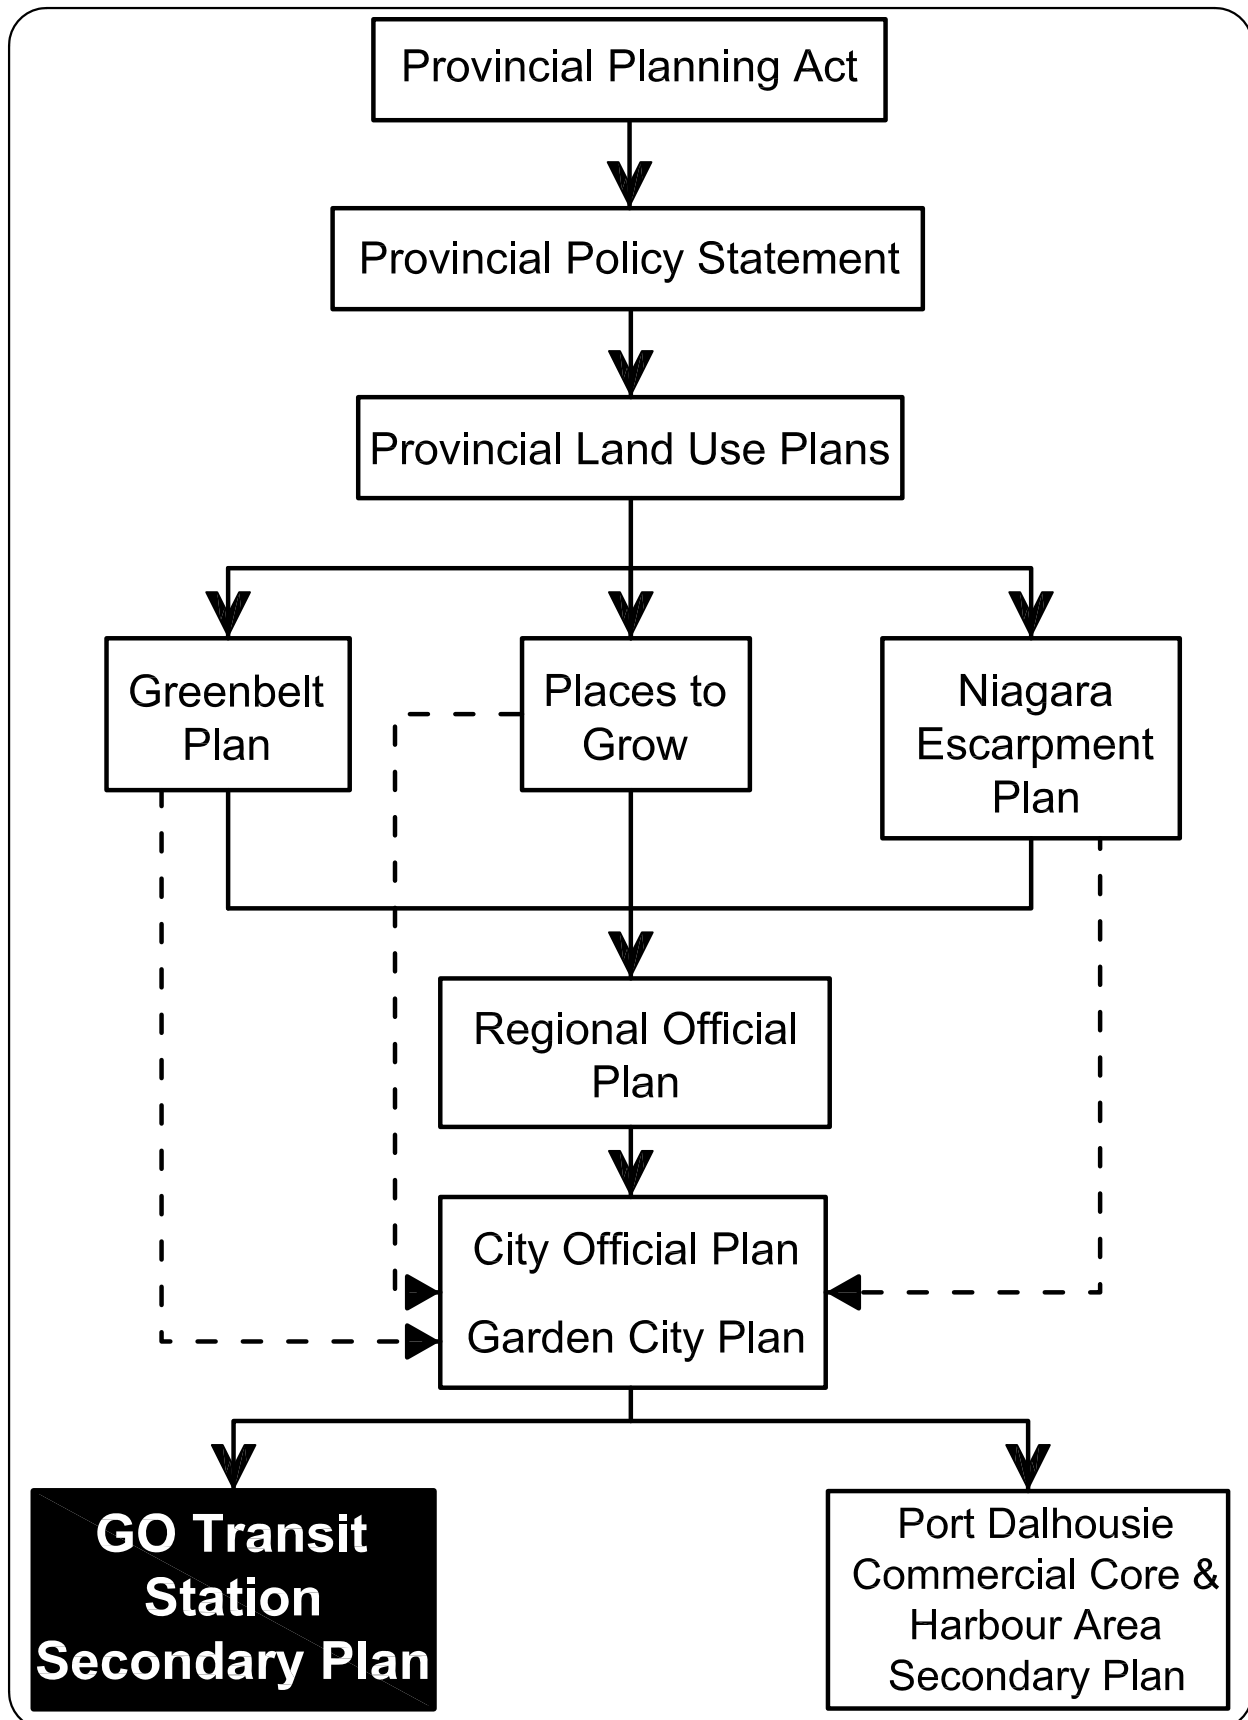 Provincial Planning Act
Provincial Policy Statement
Provincial Land Use Plans
Greenbelt
Plan
Places to
Grow
Niagara
Escarpment
Plan
Regional Official
Plan
City Official Plan
Garden City Plan
GO Transit
Station
Secondary Plan
Port Dalhousie
Commercial Core &
Harbour Area
Secondary Plan